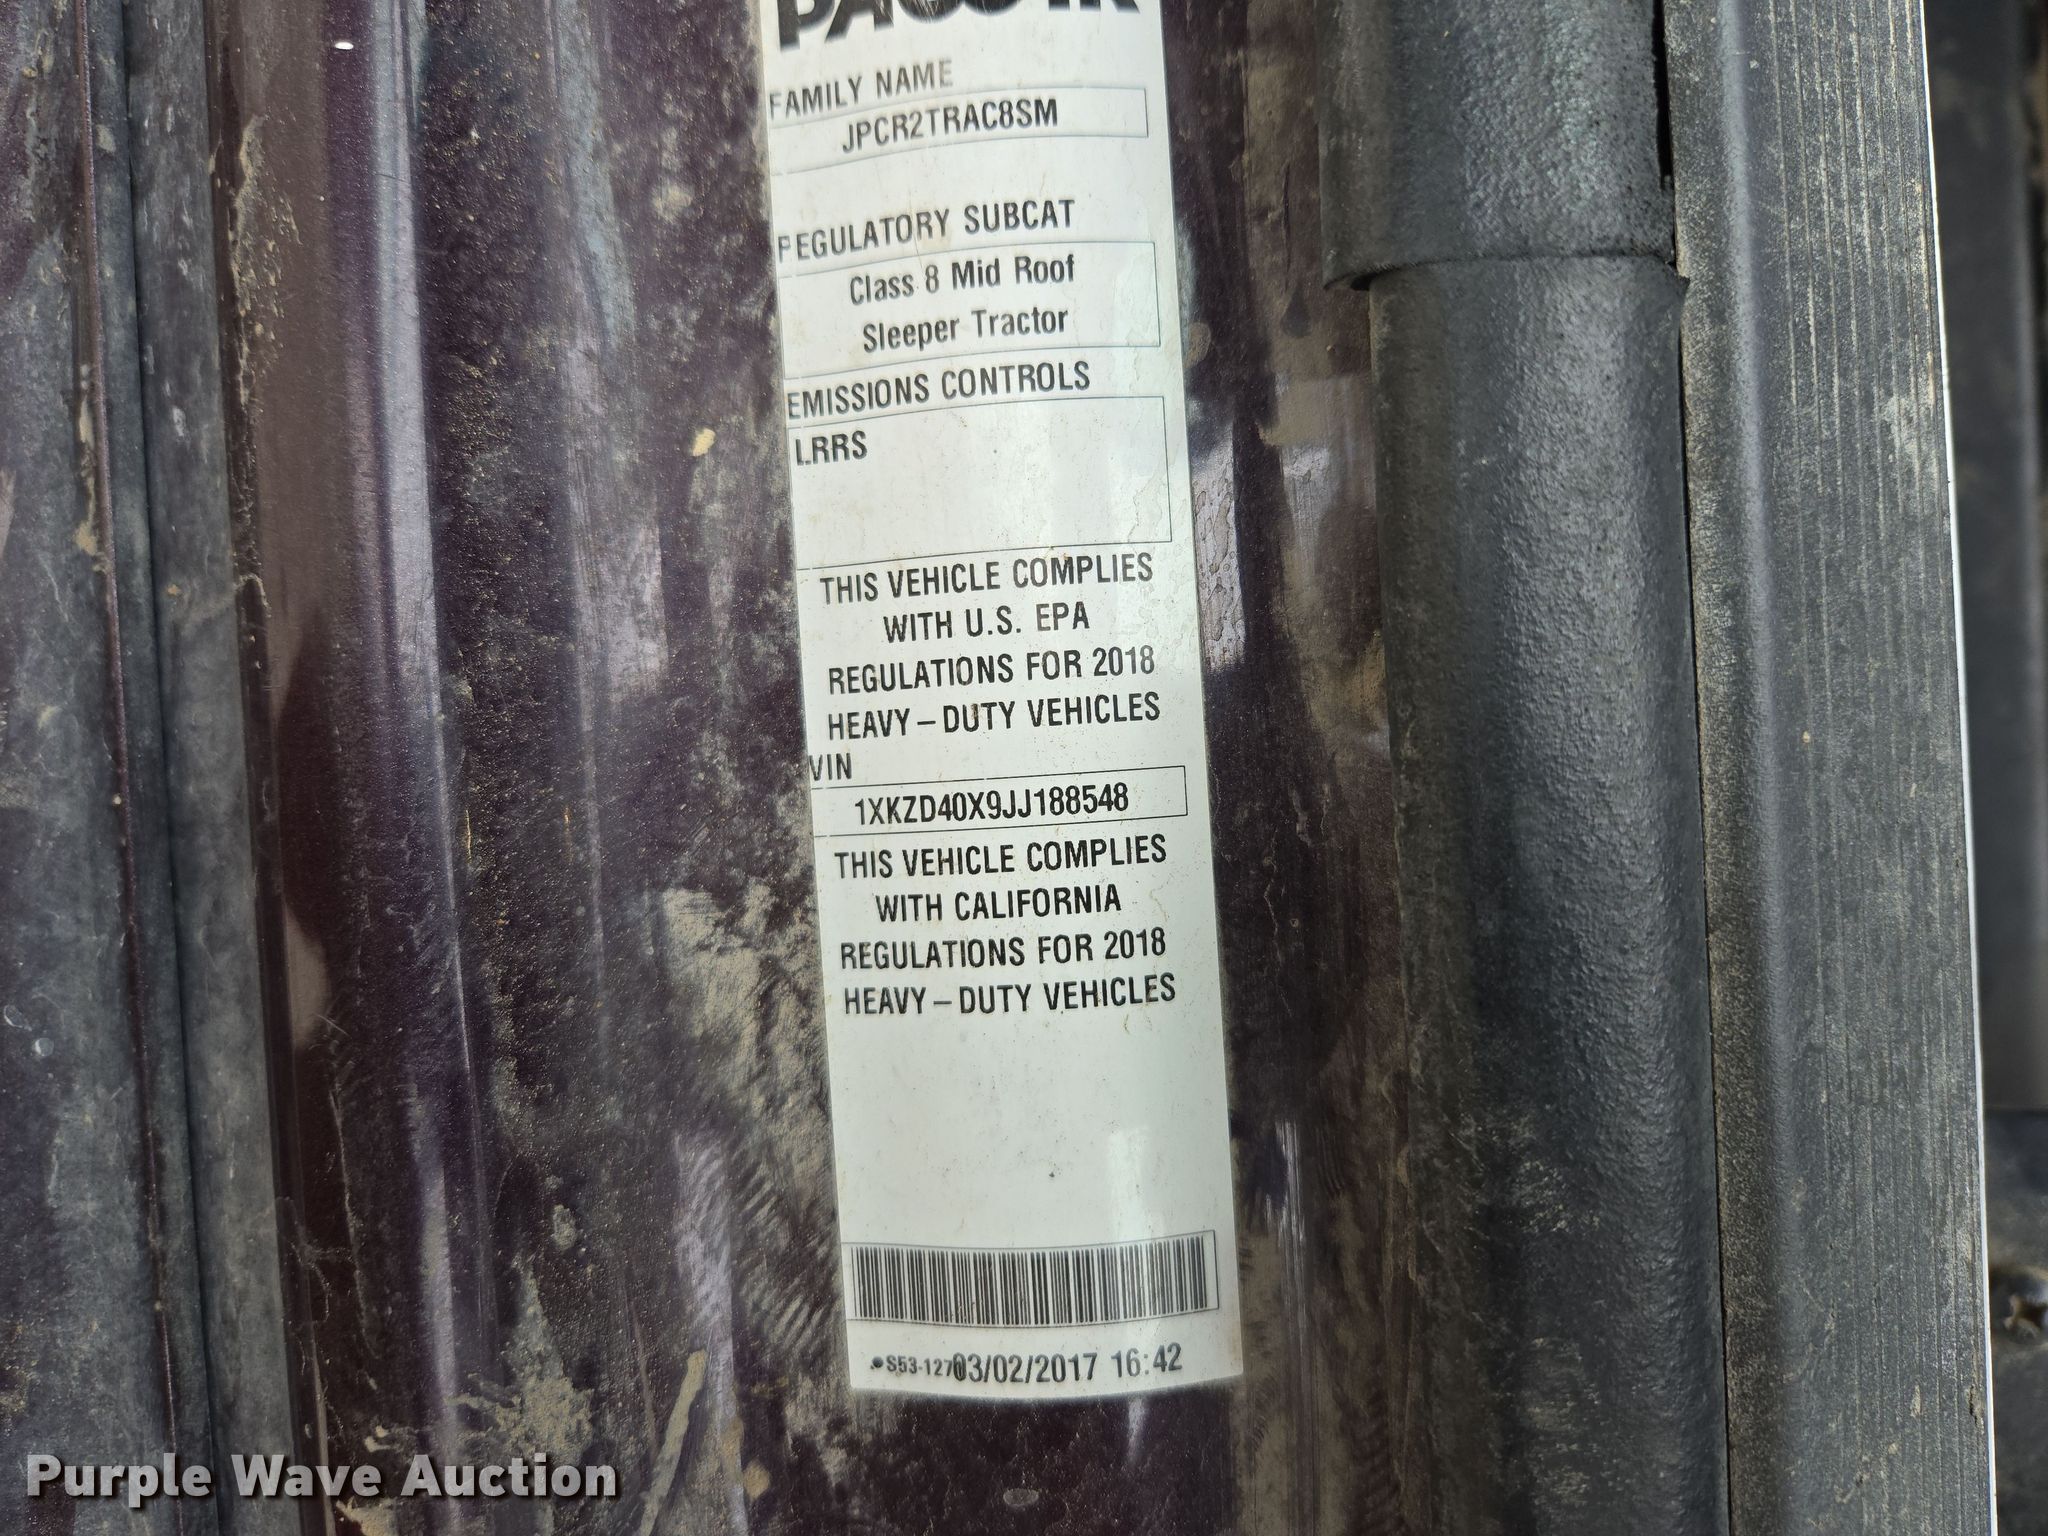 PACCAR
FAMILY NAME
JPCR2TRAC8SM
REGULATORY SUBCAT
Class 8 Mid Roof
Sleeper Tractor
EMISSIONS CONTROLS
LRRS
THIS VEHICLE COMPLIES
WITH U.S. EPA
REGULATIONS FOR 2018
HEAVY – DUTY VEHICLES
VIN
1XKZD40X9JJ188548
THIS VEHICLE COMPLIES
WITH CALIFORNIA
REGULATIONS FOR 2018
HEAVY – DUTY VEHICLES
03/02/2017 16:42
Purple Wave Auction